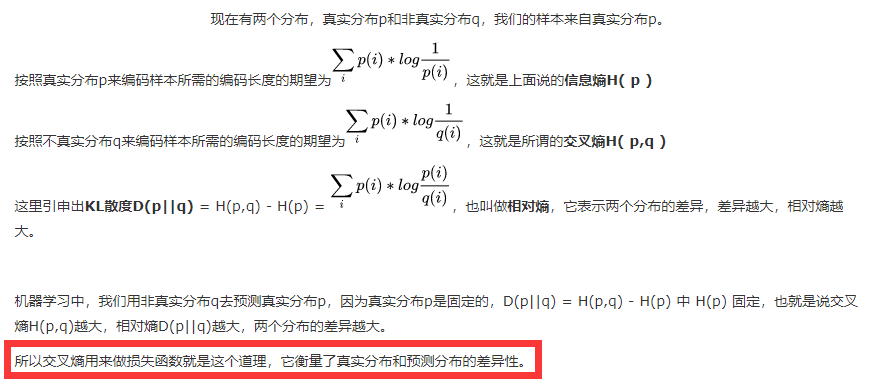 现在有两个分布，真实分布p和非真实分布q，我们的样本来自真实分布p。
按照真实分布p来编码样本所需的编码长度的期望为 \sum_i p(i) * log \frac{1}{p(i)} ，这就是上面说的信息熵H( p )
按照不真实分布q来编码样本所需的编码长度的期望为 \sum_i p(i) * log \frac{1}{q(i)} ，这就是所谓的交叉熵H( p,q )
这里引申出KL散度D(p||q) = H(p,q) - H(p) = \sum_i p(i) * log \frac{p(i)}{q(i)} ，也叫做相对熵，它表示两个分布的差异，差异越大，相对熵越
大。
机器学习中，我们用非真实分布q去预测真实分布p，因为真实分布p是固定的，D(p||q) = H(p,q) - H(p) 中 H(p) 固定，也就是说交叉
熵H(p,q)越大，相对熵D(p||q)越大，两个分布的差异越大。
所以交叉熵用来做损失函数就是这个道理，它衡量了真实分布和预测分布的差异性。